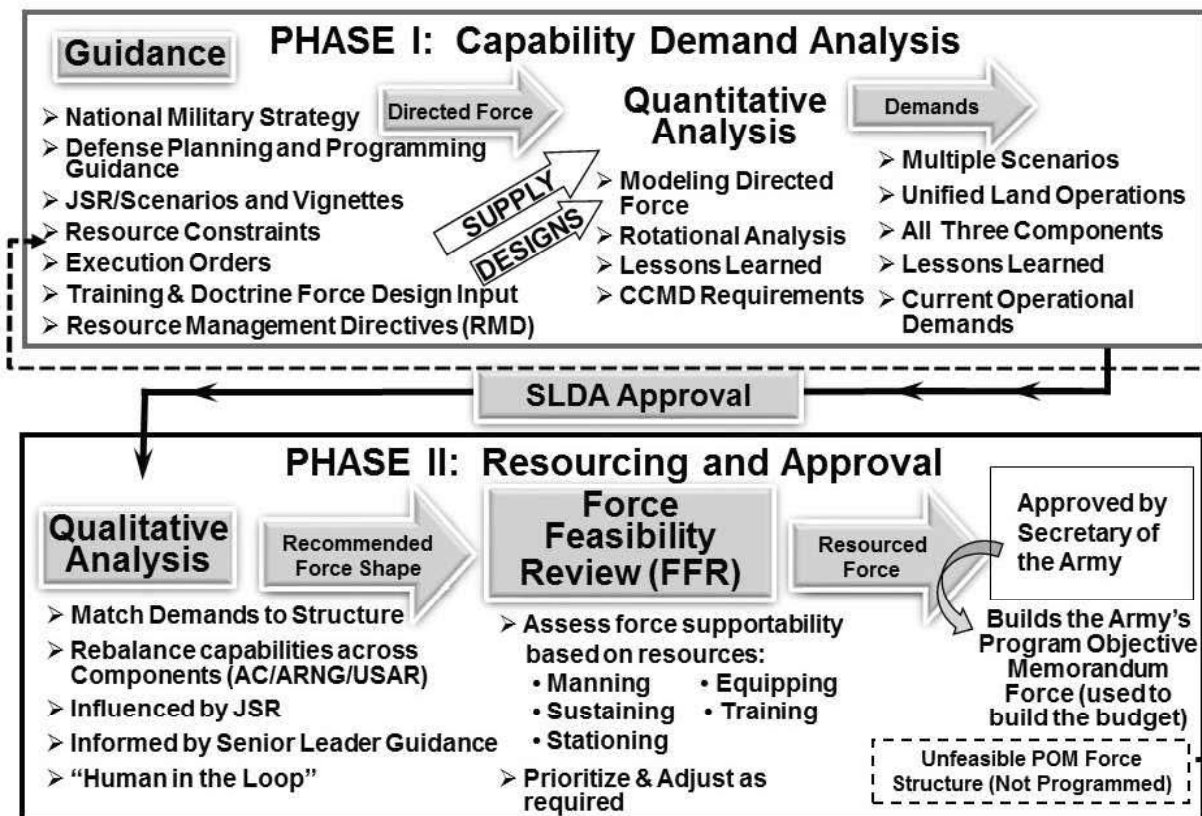 PHASE I: Capability Demand Analysis
Guidance
➢ National Military Strategy
➢ Defense Planning and Programming
Guidance
➢ JSR/Scenarios and Vignettes
➢ Resource Constraints
➢ Execution Orders
➢ Training & Doctrine Force Design Input
➢ Resource Management Directives (RMD)
Directed Force
SUPPLY
DESIGNS
Quantitative
Analysis
➢ Modeling Directed
Force
➢ Rotational Analysis
➢ Lessons Learned
➢ CCMD Requirements
Demands
➢ Multiple Scenarios
➢ Unified Land Operations
➢ All Three Components
➢ Lessons Learned
➢ Current Operational
Demands
SLDA Approval
PHASE II: Resourcing and Approval
Qualitative
Analysis
➢ Match Demands to Structure
➢ Rebalance capabilities across
Components (AC/ARNG/USAR)
➢ Influenced by JSR
➢ Informed by Senior Leader Guidance
➢ “Human in the Loop”
Recommended
Force Shape
Force
Feasibility
Review (FFR)
➢ Assess force supportability
based on resources:
• Manning • Equipping
• Sustaining • Training
• Stationing
➢ Prioritize & Adjust as
required
Resourced
Force
Approved by
Secretary of
the Army
Builds the Army’s
Program Objective
Memorandum
Force (used to
build the budget)
Unfeasible POM Force
Structure (Not Programmed)